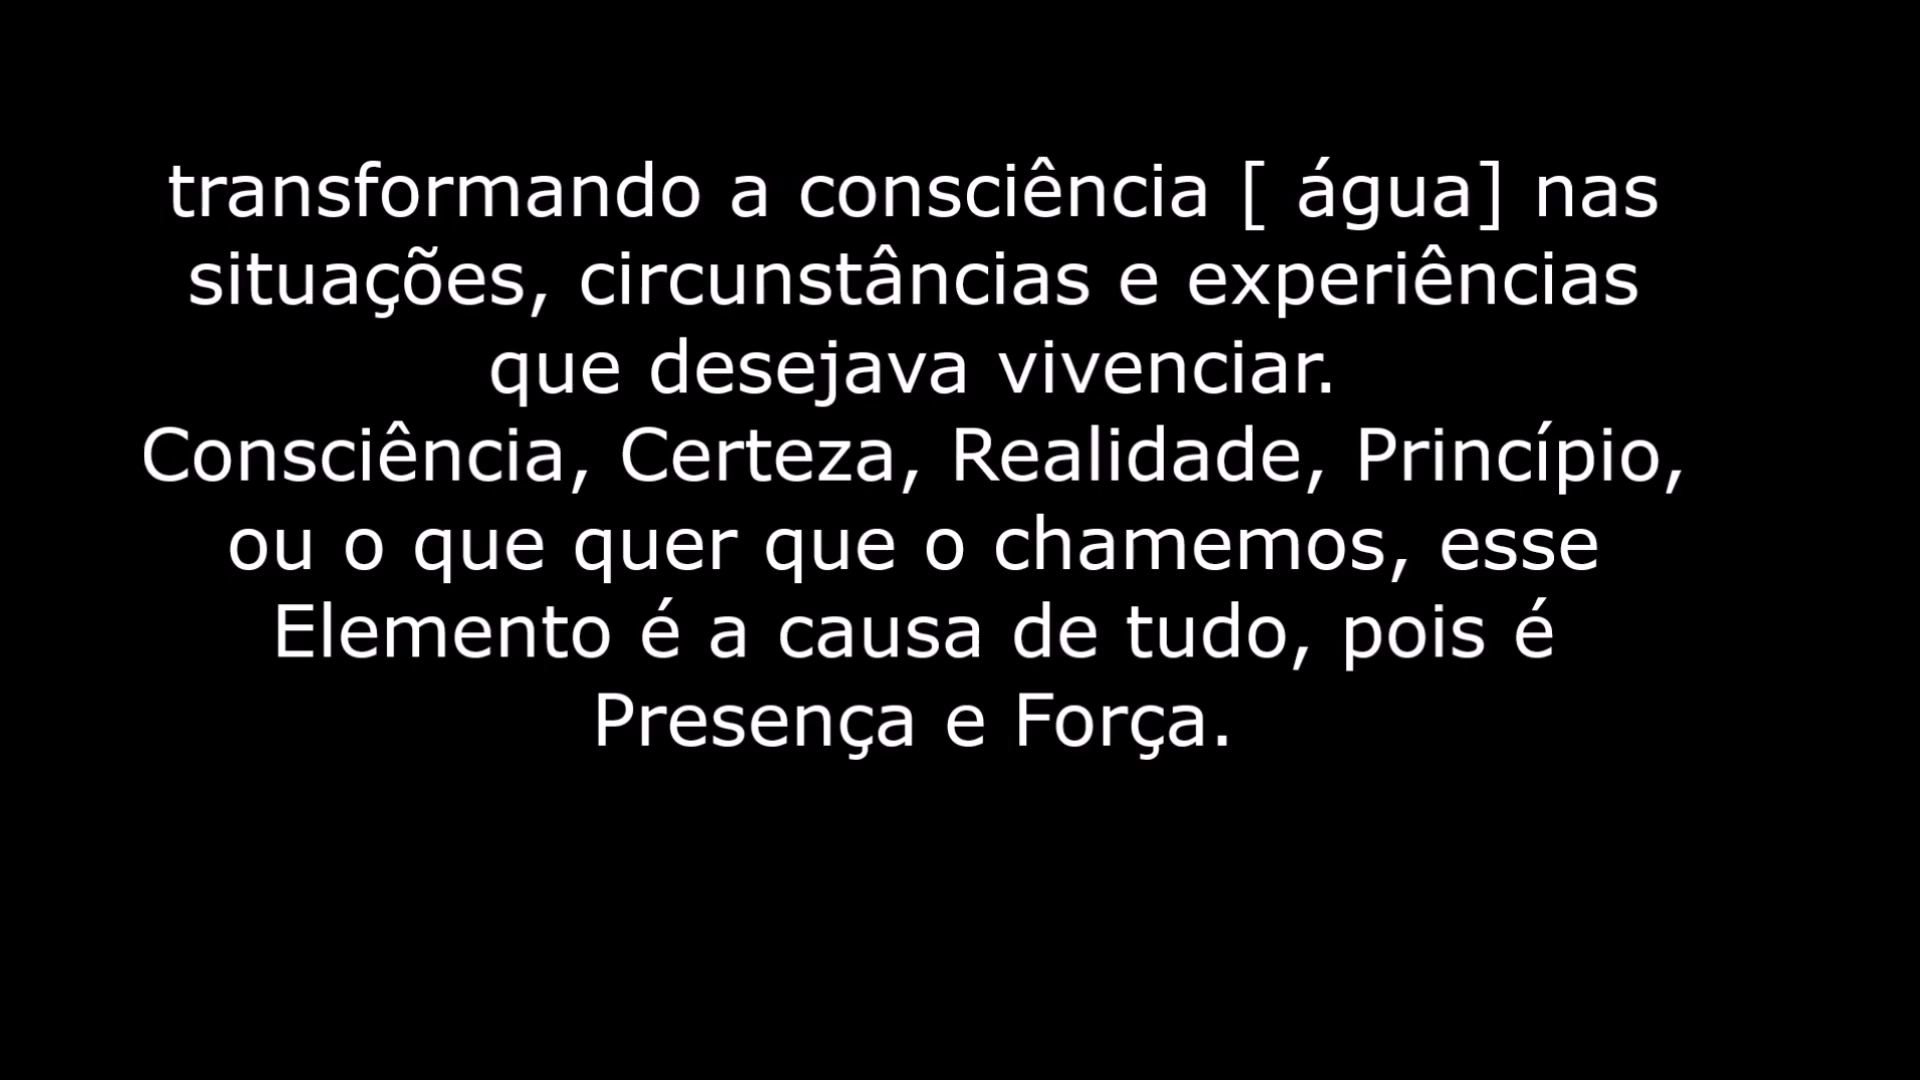 transformando a consciência [ água] nas
situações, circunstâncias e experiências
que desejava vivenciar.
Consciência, Certeza, Realidade, Princípio,
ou o que quer que o chamemos, esse
Elemento é a causa de tudo, pois é
Presença e Força.